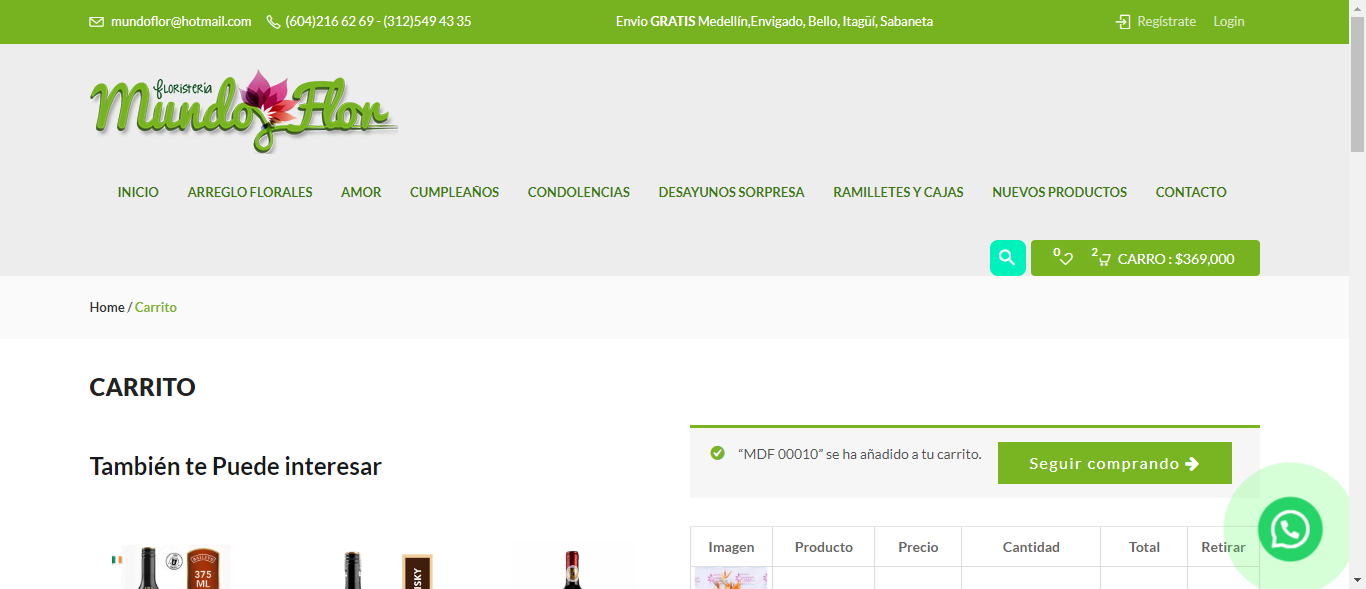 mundoflor@hotmail.com (604)216 62 69 - (312)549 43 35 Envio GRATIS Medellín,Envigado, Bello, Itagüí, Sabaneta Regístrate Login
FLORISTERIA
Mundo Flor
INICIO ARREGLO FLORALES AMOR CUMPLEAÑOS CONDOLENCIAS DESAYUNOS SORPRESA RAMILLETES Y CAJAS NUEVOS PRODUCTOS CONTACTO
0 2 CARRO : $369,000
Home / Carrito
CARRITO
También te Puede interesar
“MDF 00010” se ha añadido a tu carrito. Seguir comprando
Imagen Producto Precio Cantidad Total Retirar
BAILEYS
375
ML